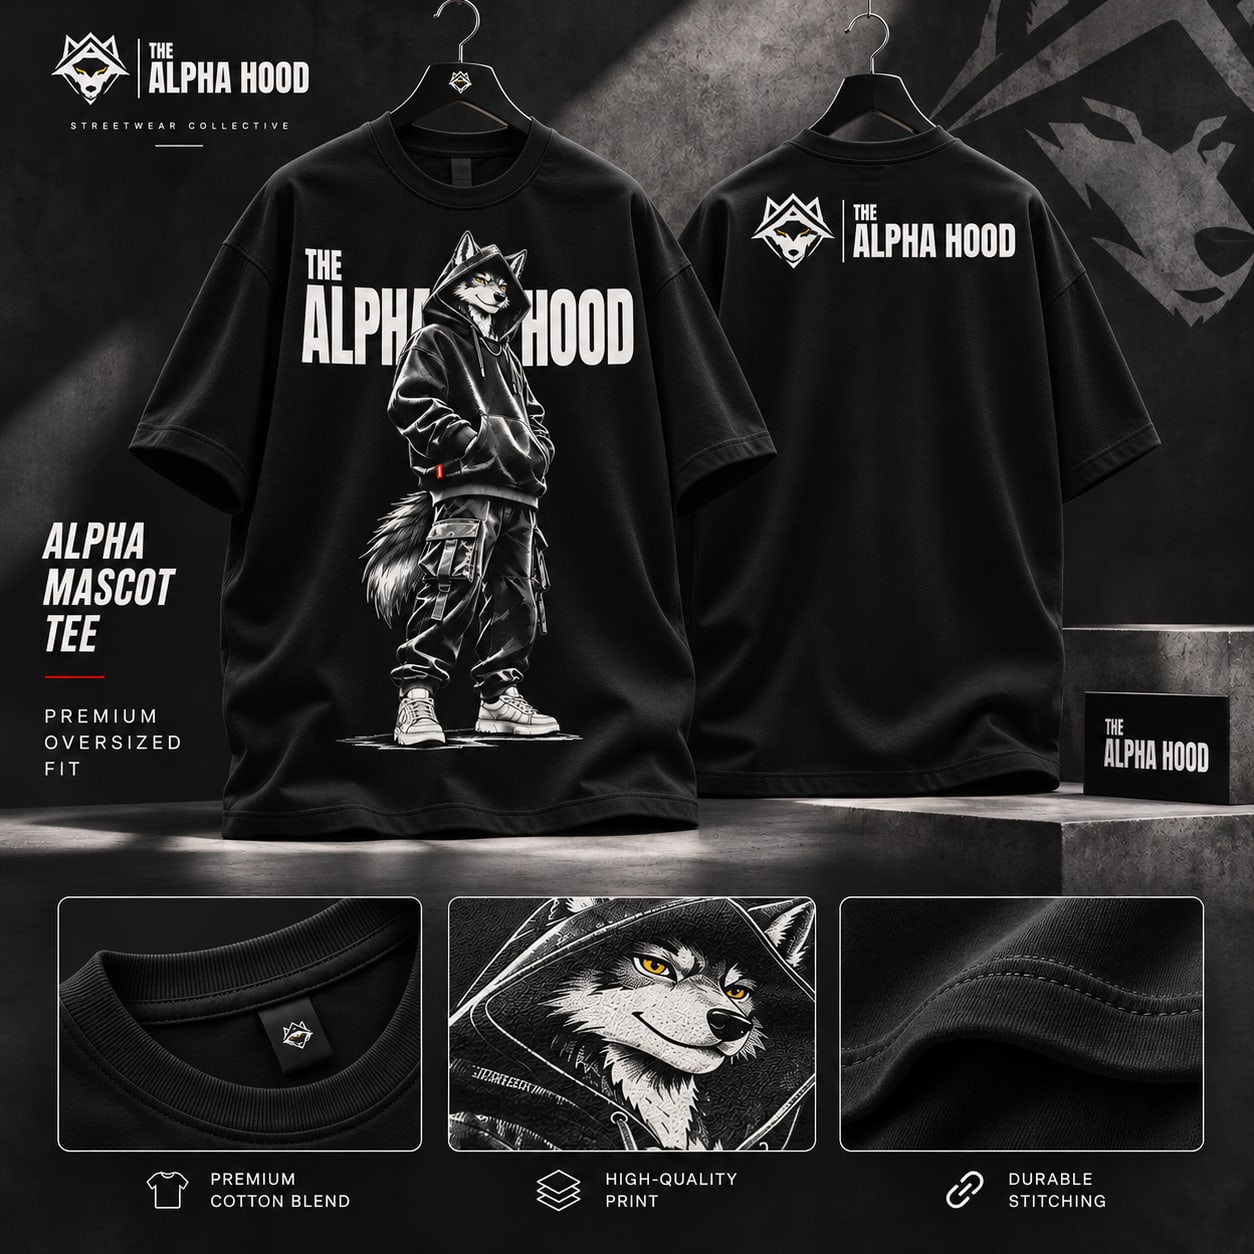 THE
ALPHA HOOD
STREETWEAR COLLECTIVE
THE
ALPHA HOOD
THE
ALPHA HOOD
ALPHA
MASCOT
TEE
PREMIUM
OVERSIZED
FIT
THE
ALPHA HOOD
PREMIUM
COTTON BLEND
HIGH-QUALITY
PRINT
DURABLE
STITCHING